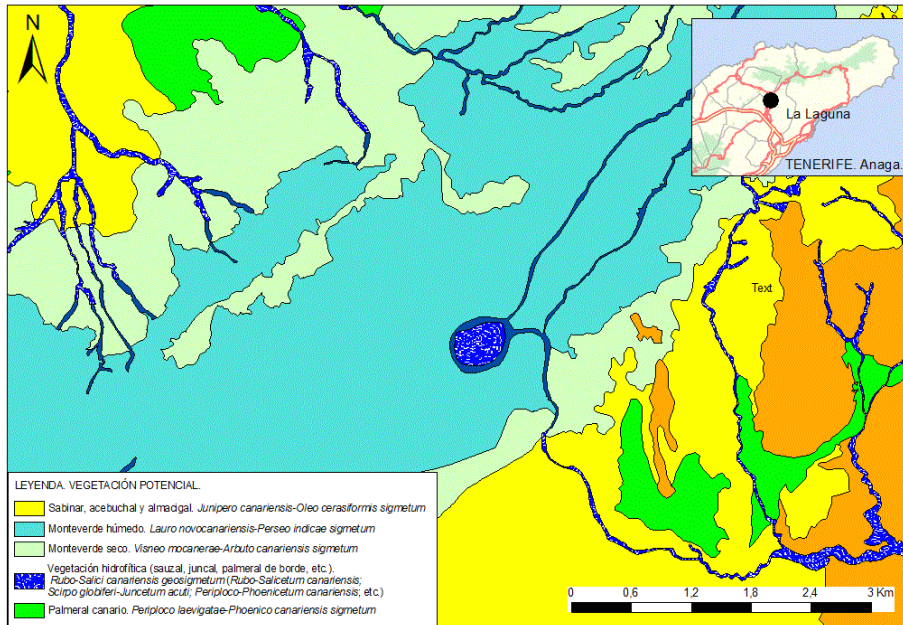 N
La Laguna
TENERIFE. Anaga.
Text
LEYENDA. VEGETACIÓN POTENCIAL.
Sabinar, acebuchal y almacigal. Junipero canariensis-Oleo cerasiformis sigmetum
Monteverde húmedo. Lauro novocanariensis-Perseo indicae sigmetum
Monteverde seco. Visneo mocanerae-Arbuto canariensis sigmetum
Vegetación hidrofítica (sauzal, juncal, palmeral de borde, etc.).
Rubo-Salici canariensis geosigmetum (Rubo-Salicetum canariensis;
Scirpo globiferi-Juncetum acuti; Periploco-Phoenicetum canariensis; etc.)
Palmeral canario. Periploco laevigatae-Phoenico canariensis sigmetum
0 0,6 1,2 1,8 2,4 3 Km